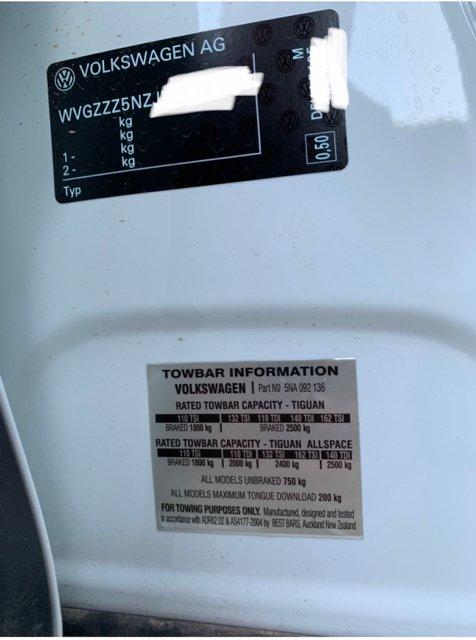 VOLKSWAGEN AG
WVGZZZ5NZ
kg
kg
1- kg
2- kg
Typ
M
0,50
TOWBAR INFORMATION
VOLKSWAGEN | Part No 5NA 092 136
RATED TOWBAR CAPACITY - TIGUAN
110 TSI | 132 TSI | 110 TDI | 140 TDI | 162 TSI
BRAKED 1800 kg | BRAKED 2500 kg
RATED TOWBAR CAPACITY - TIGUAN ALLSPACE
110 TSI | 110 TDI | 132 TSI | 162 TSI | 140 TDI
BRAKED 1800 kg | 2000 kg | 2400 kg | 2500 kg
ALL MODELS UNBRAKED 750 kg
ALL MODELS MAXIMUM TONGUE DOWNLOAD 200 kg
FOR TOWING PURPOSES ONLY. Manufactured, designed and tested
in accordance with ADR62.02 & AS4177-2004 by BEST BARS, Auckland New Zealand